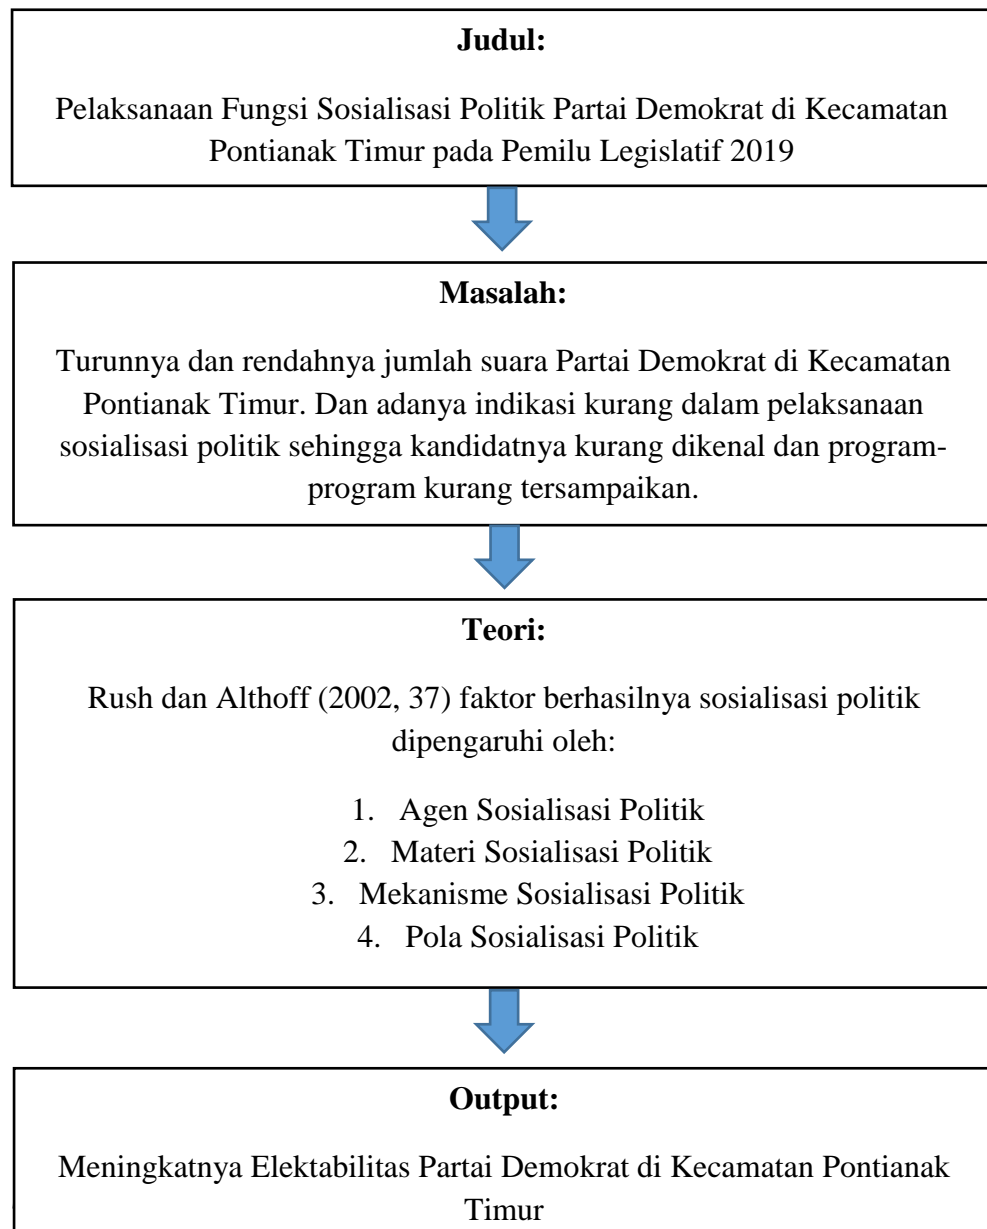 Judul:
Pelaksanaan Fungsi Sosialisasi Politik Partai Demokrat di Kecamatan
Pontianak Timur pada Pemilu Legislatif 2019
Masalah:
Turunnya dan rendahnya jumlah suara Partai Demokrat di Kecamatan
Pontianak Timur. Dan adanya indikasi kurang dalam pelaksanaan
sosialisasi politik sehingga kandidatnya kurang dikenal dan program-
program kurang tersampaikan.
Teori:
Rush dan Althoff (2002, 37) faktor berhasilnya sosialisasi politik
dipengaruhi oleh:
1. Agen Sosialisasi Politik
2. Materi Sosialisasi Politik
3. Mekanisme Sosialisasi Politik
4. Pola Sosialisasi Politik
Output:
Meningkatnya Elektabilitas Partai Demokrat di Kecamatan Pontianak
Timur